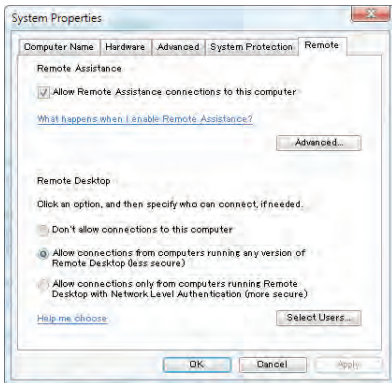 System Properties
Computer Name Hardware Advanced System Protection Remote
Remote Assistance
Allow Remote Assistance connections to this computer
What happens when I enable Remote Assistance?
Advanced...
Remote Desktop
Click an option, and then specify who can connect, if needed.
Don't allow connections to this computer
Allow connections from computers running any version of
Remote Desktop (less secure)
Allow connections only from computers running Remote
Desktop with Network Level Authentication (more secure)
Help me choose
Select Users...
OK Cancel Apply